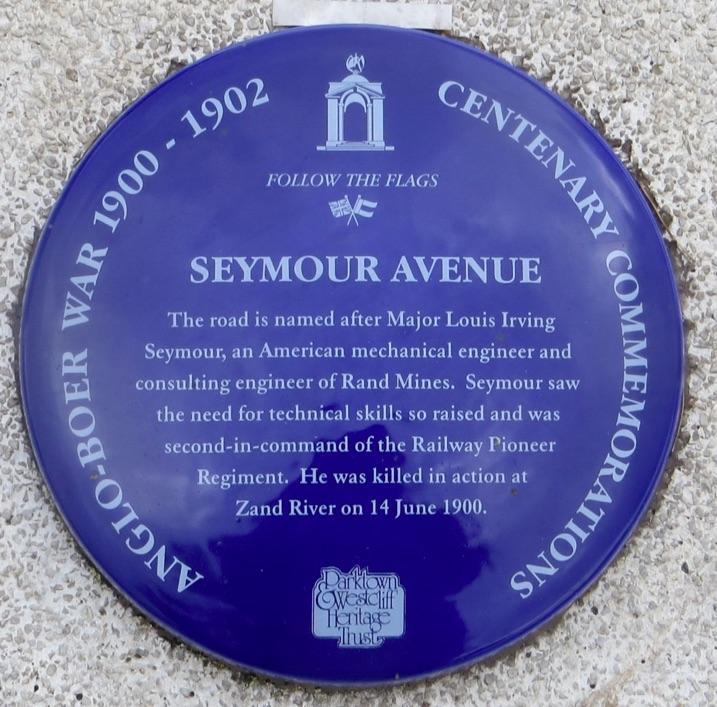 ANGLO-BOER WAR 1900 - 1902
CENTENARY COMMEMORATIONS
FOLLOW THE FLAGS
SEYMOUR AVENUE
The road is named after Major Louis Irving
Seymour, an American mechanical engineer and
consulting engineer of Rand Mines. Seymour saw
the need for technical skills so raised and was
second-in-command of the Railway Pioneer
Regiment. He was killed in action at
Zand River on 14 June 1900.
Parktown
&Westcliff
Heritage
Trust